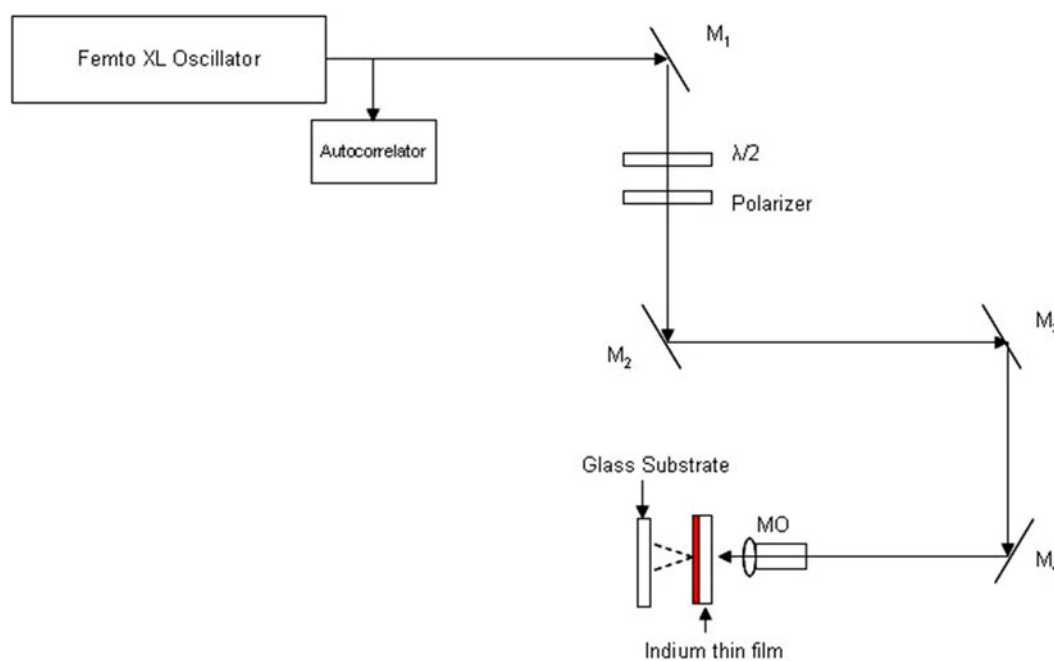 M₁
Femto XL Oscillator
Autocorrelator
λ/2
Polarizer
M₂
M
Glass Substrate
MO
M
Indium thin film